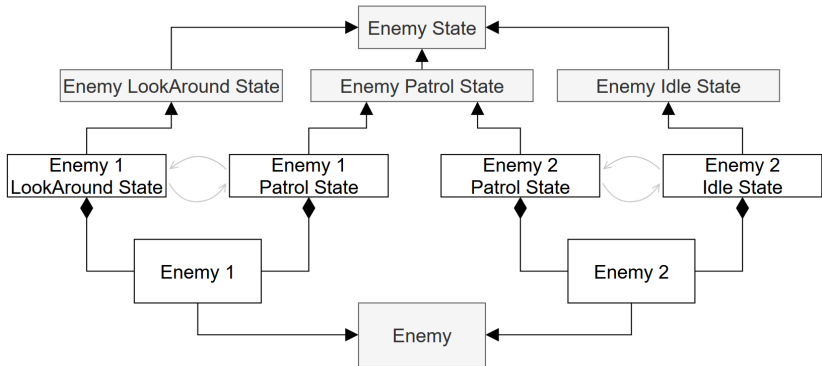 Enemy State
Enemy LookAround State
Enemy Patrol State
Enemy Idle State
Enemy 1
LookAround State
Enemy 1
Patrol State
Enemy 2
Patrol State
Enemy 2
Idle State
Enemy 1
Enemy 2
Enemy